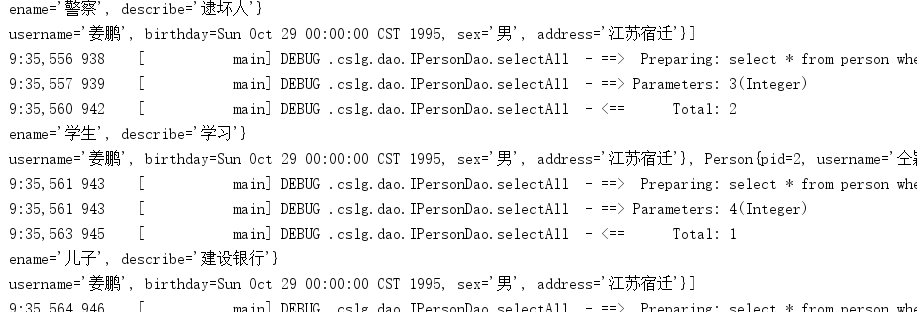 ename='警察', describe='逮坏人'}
username='姜鹏', birthday=Sun Oct 29 00:00:00 CST 1995, sex='男', address='江苏宿迁'}]
9:35,556 938    [           main] DEBUG .cslg.dao.IPersonDao.selectAll  - ==>  Preparing: select * from person whe
9:35,557 939    [           main] DEBUG .cslg.dao.IPersonDao.selectAll  - ==> Parameters: 3(Integer)
9:35,560 942    [           main] DEBUG .cslg.dao.IPersonDao.selectAll  - <==      Total: 2
ename='学生', describe='学习'}
username='姜鹏', birthday=Sun Oct 29 00:00:00 CST 1995, sex='男', address='江苏宿迁'}, Person{pid=2, username='仝颖
9:35,561 943    [           main] DEBUG .cslg.dao.IPersonDao.selectAll  - ==>  Preparing: select * from person whe
9:35,561 943    [           main] DEBUG .cslg.dao.IPersonDao.selectAll  - ==> Parameters: 4(Integer)
9:35,563 945    [           main] DEBUG .cslg.dao.IPersonDao.selectAll  - <==      Total: 1
ename='儿子', describe='建设银行'}
username='姜鹏', birthday=Sun Oct 29 00:00:00 CST 1995, sex='男', address='江苏宿迁'}]
9:35,564 946    [           main] DEBUG .cslg.dao.IPersonDao.selectAll  - ==>  Preparing: select * from person whe